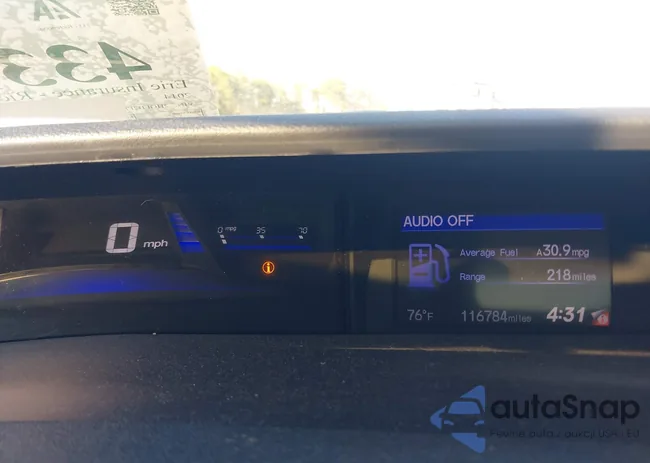 433
Erie Insurance
0 mph
0 mpg 35 70
AUDIO OFF
Average Fuel A30.9mpg
Range 218miles
76°F 116784miles 4:31
autaSnap